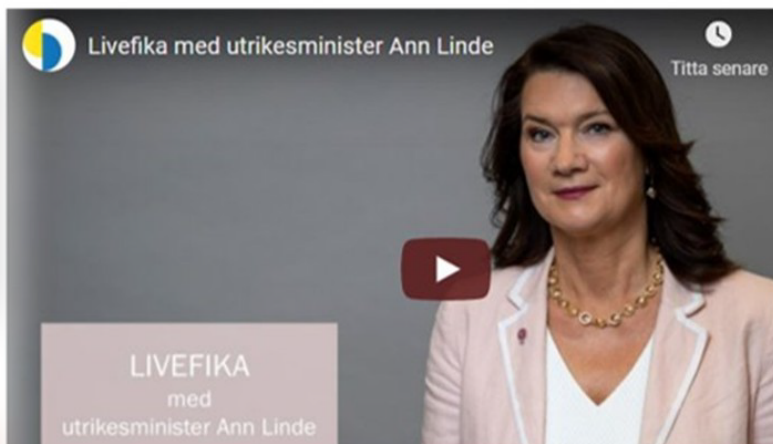 Livefika med utrikesminister Ann Linde
Titta senare
LIVEFIKA
med
utrikesminister Ann Linde